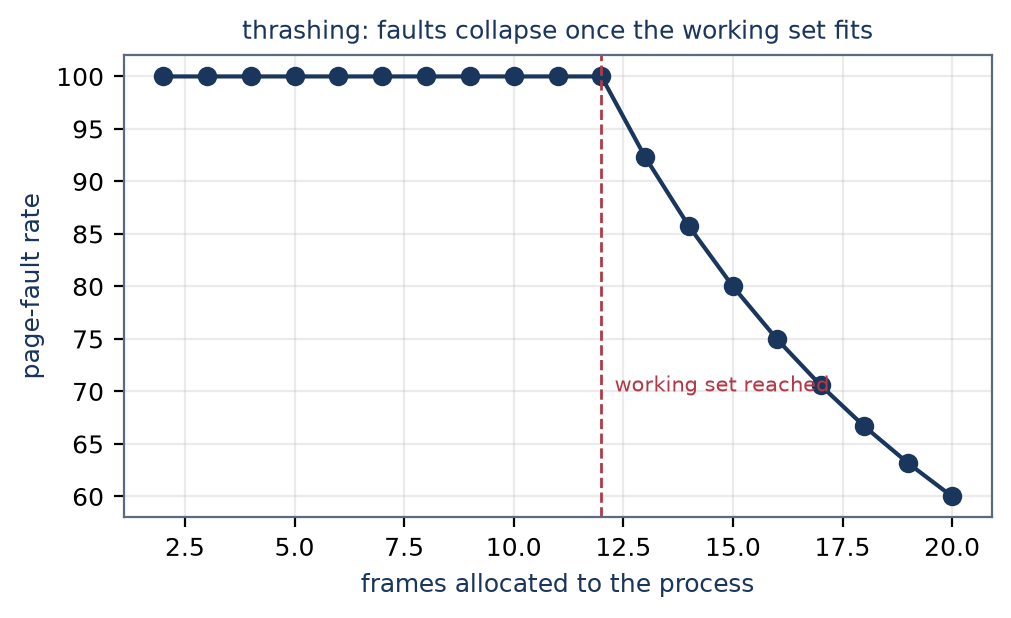 thrashing: faults collapse once the working set fits
page-fault rate
100
95
90
85
80
75
70
65
60
working set reached
2.5 5.0 7.5 10.0 12.5 15.0 17.5 20.0
frames allocated to the process